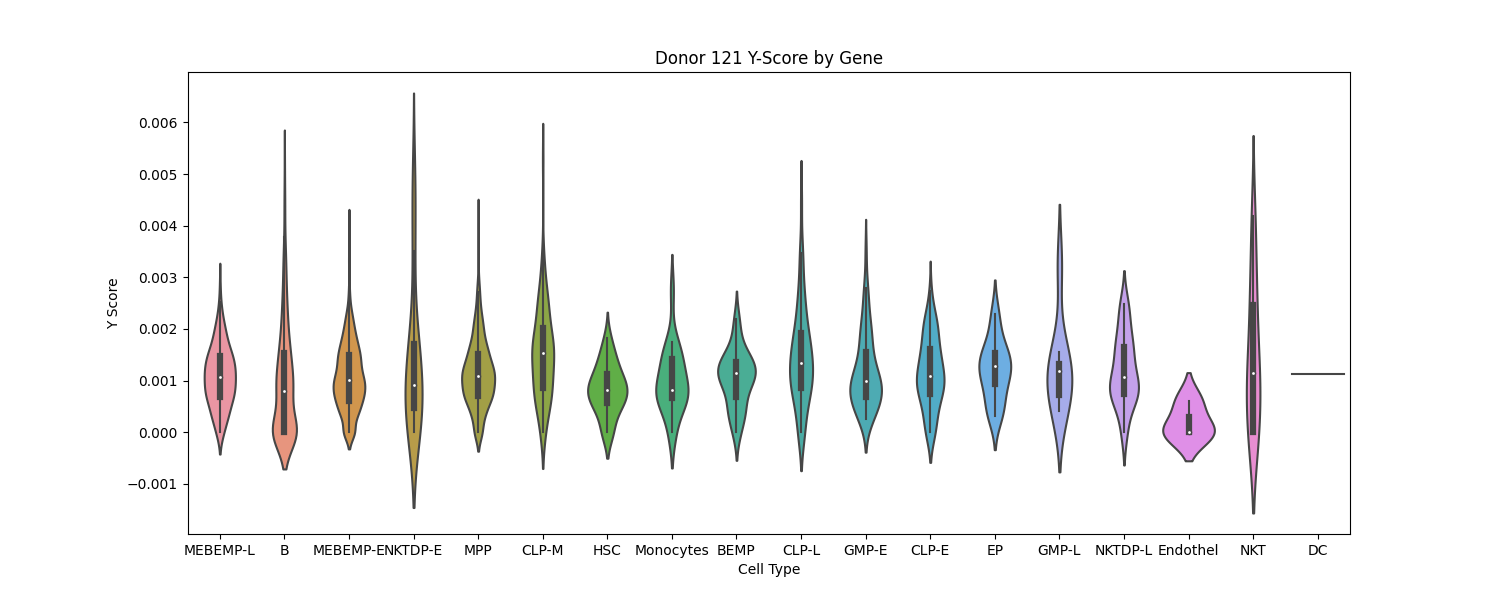 Donor 121 Y-Score by Gene
Y Score
0.006
0.005
0.004
0.003
0.002
0.001
0.000
−0.001
MEBEMP-L B MEBEMP-E NKTDP-E MPP CLP-M HSC Monocytes BEMP CLP-L GMP-E CLP-E EP GMP-L NKTDP-L Endothel NKT DC
Cell Type